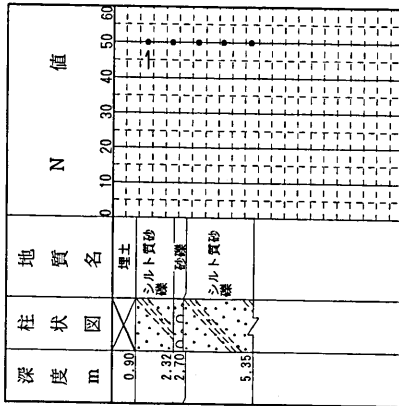 深度 m
柱状図
地質名
N 値
0 10 20 30 40 50 60
0.90
埋土
2.32
シルト質砂礫
2.70
砂礫
5.35
シルト質砂礫